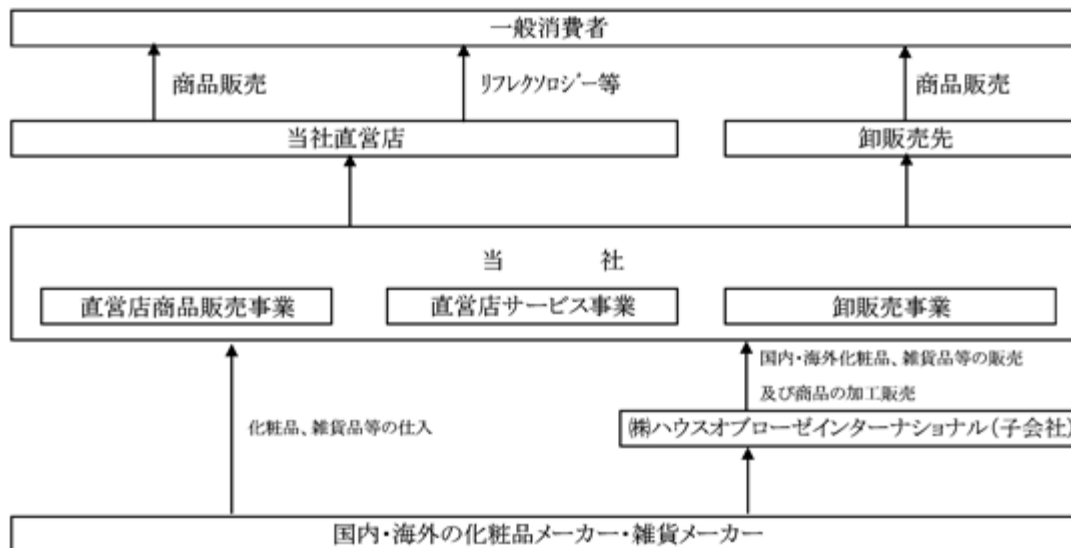 一般消費者
商品販売
リフレクソロジー等
商品販売
当社直営店
卸販売先
当　　　社
直営店商品販売事業
直営店サービス事業
卸販売事業
国内・海外化粧品、雑貨品等の販売
及び商品の加工販売
化粧品、雑貨品等の仕入
㈱ハウスオブローゼインターナショナル(子会社)
国内・海外の化粧品メーカー・雑貨メーカー